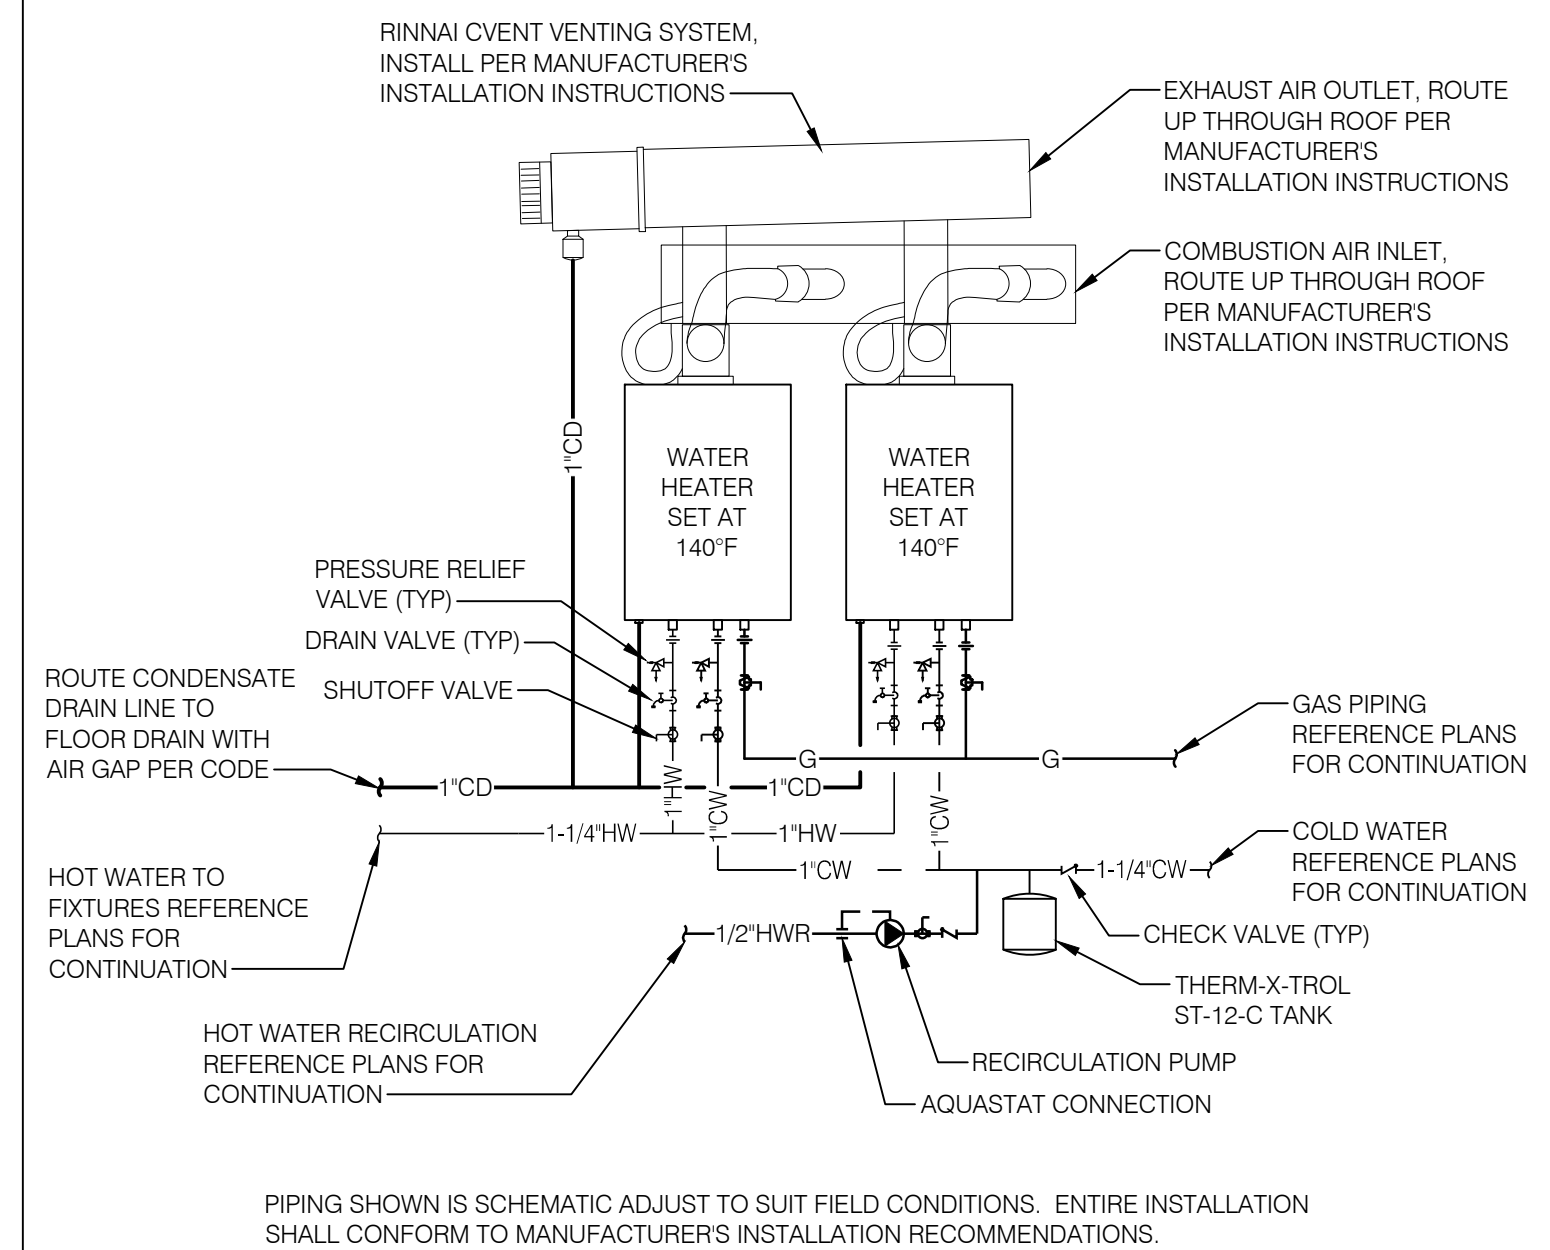 RINNAI CVENT VENTING SYSTEM,
INSTALL PER MANUFACTURER'S
INSTALLATION INSTRUCTIONS
EXHAUST AIR OUTLET, ROUTE
UP THROUGH ROOF PER
MANUFACTURER'S
INSTALLATION INSTRUCTIONS
COMBUSTION AIR INLET,
ROUTE UP THROUGH ROOF
PER MANUFACTURER'S
INSTALLATION INSTRUCTIONS
1"CD
WATER
HEATER
SET AT
140°F
WATER
HEATER
SET AT
140°F
PRESSURE RELIEF
VALVE (TYP)
DRAIN VALVE (TYP)
SHUTOFF VALVE
ROUTE CONDENSATE
DRAIN LINE TO
FLOOR DRAIN WITH
AIR GAP PER CODE
GAS PIPING
REFERENCE PLANS
FOR CONTINUATION
G
G
1"CD
1"HW
1"CW
1"CD
1"CW
1-1/4"HW
1"HW
COLD WATER
REFERENCE PLANS
FOR CONTINUATION
1"CW
1-1/4"CW
HOT WATER TO
FIXTURES REFERENCE
PLANS FOR
CONTINUATION
1/2"HWR
CHECK VALVE (TYP)
THERM-X-TROL
ST-12-C TANK
HOT WATER RECIRCULATION
REFERENCE PLANS FOR
CONTINUATION
RECIRCULATION PUMP
AQUASTAT CONNECTION
PIPING SHOWN IS SCHEMATIC ADJUST TO SUIT FIELD CONDITIONS.  ENTIRE INSTALLATION
SHALL CONFORM TO MANUFACTURER'S INSTALLATION RECOMMENDATIONS.